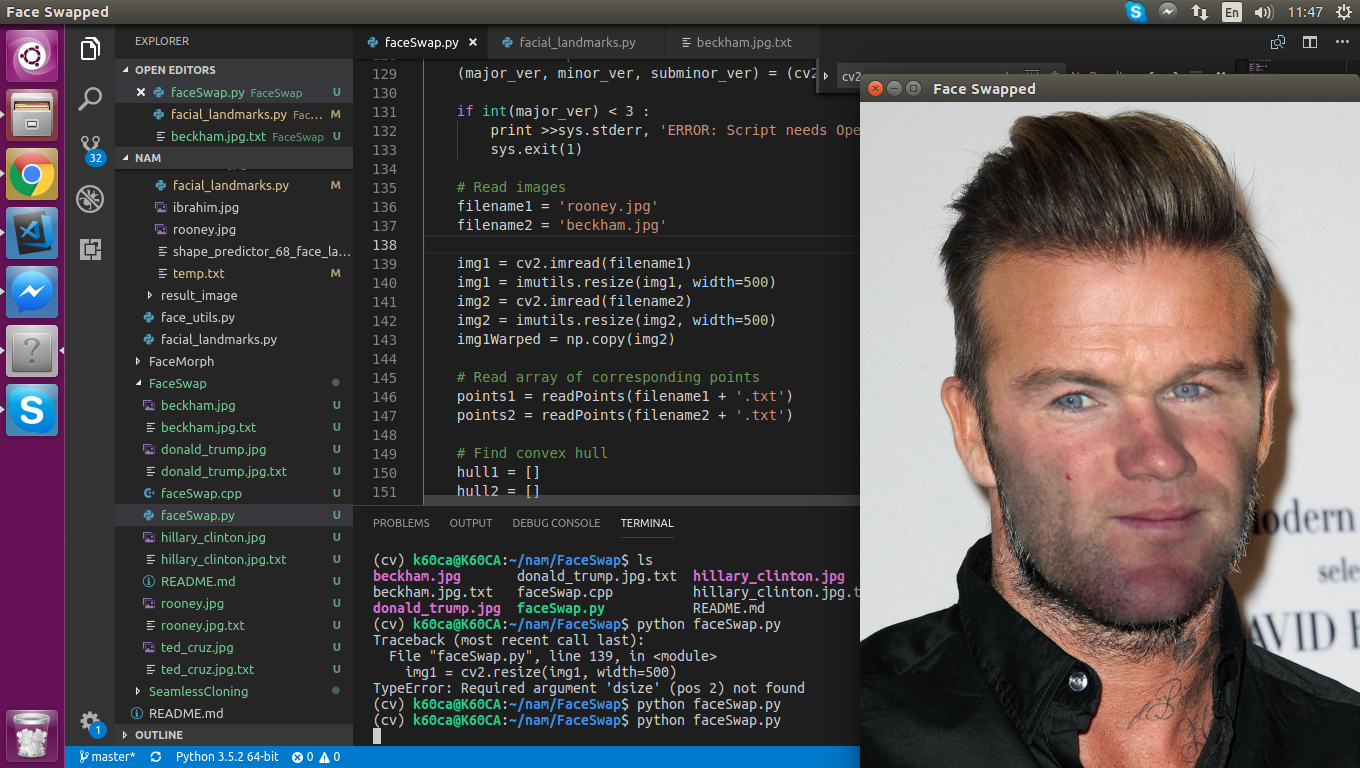 Face Swapped
En
11:47
EXPLORER
OPEN EDITORS
faceSwap.py FaceSwap U
facial_landmarks.py Fac... M
beckham.jpg.txt FaceSwap U
NAM
facial_landmarks.py M
ibrahim.jpg
rooney.jpg
shape_predictor_68_face_la...
temp.txt M
result_image
face_utils.py
facial_landmarks.py
FaceMorph
FaceSwap
beckham.jpg U
beckham.jpg.txt U
donald_trump.jpg U
donald_trump.jpg.txt U
faceSwap.cpp U
faceSwap.py U
hillary_clinton.jpg U
hillary_clinton.jpg.txt U
README.md U
rooney.jpg U
rooney.jpg.txt U
ted_cruz.jpg U
ted_cruz.jpg.txt U
SeamlessCloning
README.md
OUTLINE
32
1
faceSwap.py
facial_landmarks.py
beckham.jpg.txt
cv2
129 (major_ver, minor_ver, subminor_ver) = (cv2
130
131 if int(major_ver) < 3 :
132 print >>sys.stderr, 'ERROR: Script needs Ope
133 sys.exit(1)
134
135 # Read images
136 filename1 = 'rooney.jpg'
137 filename2 = 'beckham.jpg'
138
139 img1 = cv2.imread(filename1)
140 img1 = imutils.resize(img1, width=500)
141 img2 = cv2.imread(filename2)
142 img2 = imutils.resize(img2, width=500)
143 img1Warped = np.copy(img2)
144
145 # Read array of corresponding points
146 points1 = readPoints(filename1 + '.txt')
147 points2 = readPoints(filename2 + '.txt')
148
149 # Find convex hull
150 hull1 = []
151 hull2 = []
PROBLEMS OUTPUT DEBUG CONSOLE TERMINAL
(cv) k60ca@K60CA:~/nam/FaceSwap$ ls
beckham.jpg donald_trump.jpg.txt hillary_clinton.jpg
beckham.jpg.txt faceSwap.cpp hillary_clinton.jpg.t
donald_trump.jpg faceSwap.py README.md
(cv) k60ca@K60CA:~/nam/FaceSwap$ python faceSwap.py
Traceback (most recent call last):
File "faceSwap.py", line 139, in <module>
img1 = cv2.resize(img1, width=500)
TypeError: Required argument 'dsize' (pos 2) not found
(cv) k60ca@K60CA:~/nam/FaceSwap$ python faceSwap.py
(cv) k60ca@K60CA:~/nam/FaceSwap$ python faceSwap.py
master* Python 3.5.2 64-bit 0 0
Face Swapped
odern
sele
AVID